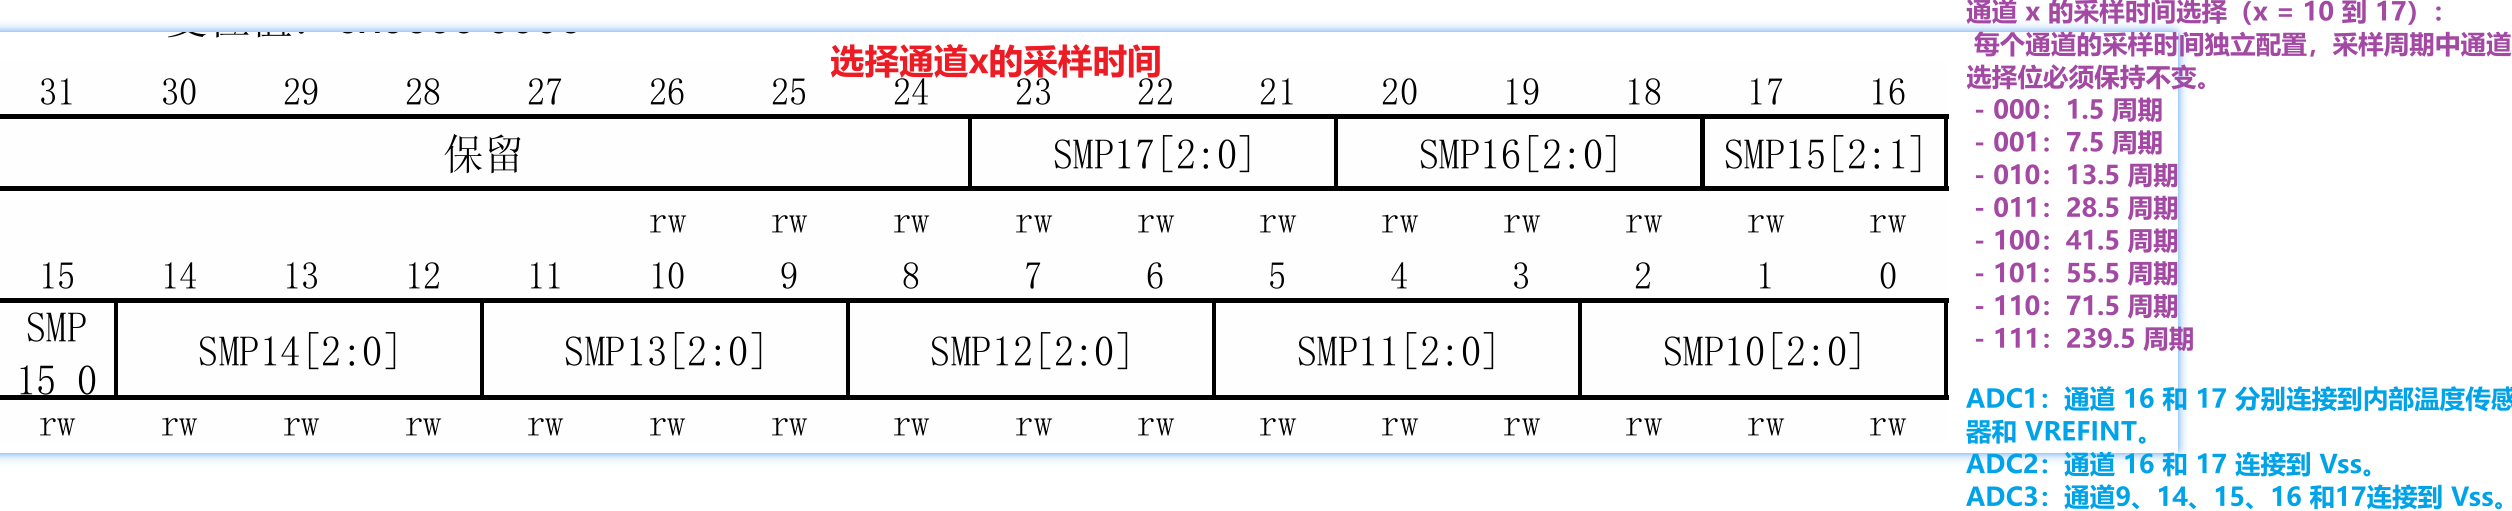 选择通道x的采样时间
31 30 29 28 27 26 25 24 23 22 21 20 19 18 17 16
保留 SMP17[2:0] SMP16[2:0] SMP15[2:1]
rw rw rw rw rw rw rw rw rw rw rw
15 14 13 12 11 10 9 8 7 6 5 4 3 2 1 0
SMP
15 0 SMP14[2:0] SMP13[2:0] SMP12[2:0] SMP11[2:0] SMP10[2:0]
rw rw rw rw rw rw rw rw rw rw rw rw rw rw rw rw
通道 x 的采样时间选择（x = 10 到 17）：
每个通道的采样时间独立配置，采样周期中通道
选择位必须保持不变。
- 000：1.5 周期
- 001：7.5 周期
- 010：13.5 周期
- 011：28.5 周期
- 100：41.5 周期
- 101：55.5 周期
- 110：71.5 周期
- 111：239.5 周期
ADC1：通道 16 和 17 分别连接到内部温度传感
器和 VREFINT。
ADC2：通道 16 和 17 连接到 Vss。
ADC3：通道9、14、15、16 和17连接到 Vss。